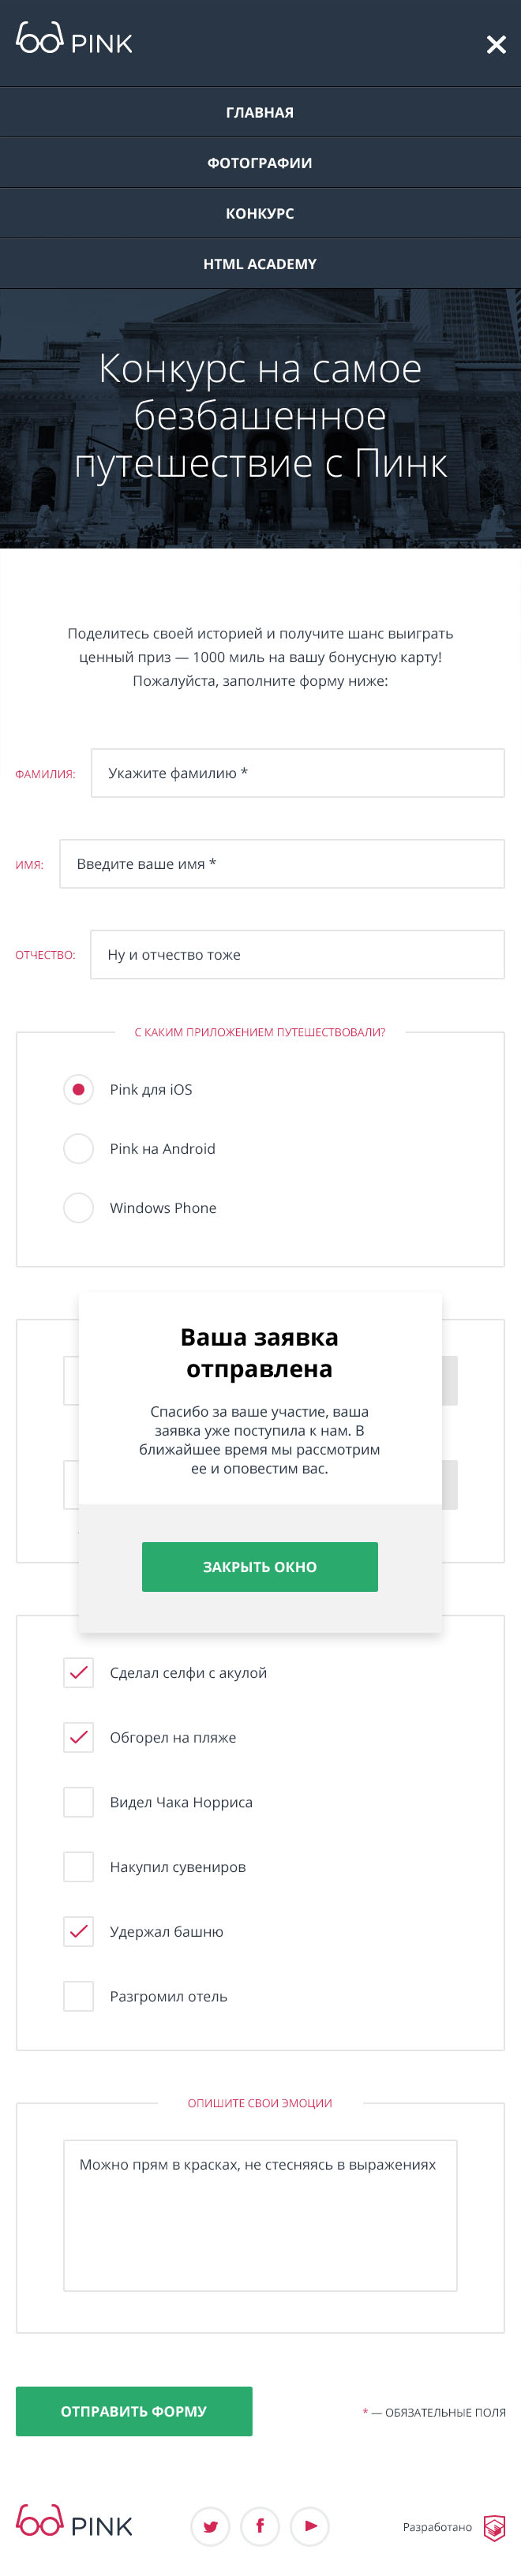 PINK
ГЛАВНАЯ
ФОТОГРАФИИ
КОНКУРС
HTML ACADEMY
Конкурс на самое
безбашенное
путешествие с Пинк
Поделитесь своей историей и получите шанс выиграть
ценный приз — 1000 миль на вашу бонусную карту!
Пожалуйста, заполните форму ниже:
ФАМИЛИЯ: Укажите фамилию *
ИМЯ: Введите ваше имя *
ОТЧЕСТВО: Ну и отчество тоже
С КАКИМ ПРИЛОЖЕНИЕМ ПУТЕШЕСТВОВАЛИ?
Pink для iOS
Pink на Android
Windows Phone
Ваша заявка
отправлена
Спасибо за ваше участие, ваша
заявка уже поступила к нам. В
ближайшее время мы рассмотрим
ее и оповестим вас.
ЗАКРЫТЬ ОКНО
Сделал селфи с акулой
Обгорел на пляже
Видел Чака Норриса
Накупил сувениров
Удержал башню
Разгромил отель
ОПИШИТЕ СВОИ ЭМОЦИИ
Можно прям в красках, не стесняясь в выражениях
ОТПРАВИТЬ ФОРМУ
* — ОБЯЗАТЕЛЬНЫЕ ПОЛЯ
PINK
Разработано